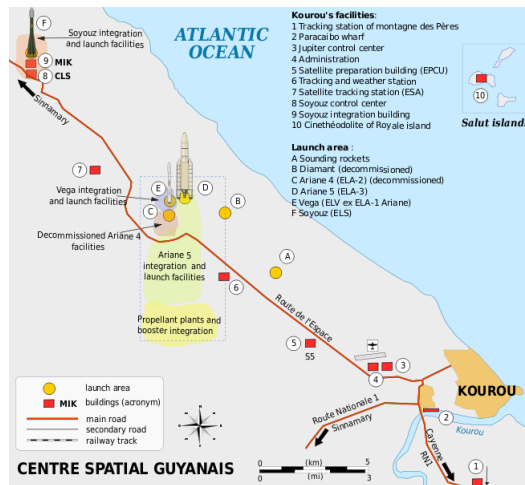 F
Soyouz integration
and launch facilities
9 MIK
8 CLS
Sinnamary
ATLANTIC
OCEAN
Kourou's facilities:
1 Tracking station of montagne des Pères
2 Paracaibo wharf
3 Jupiter control center
4 Administration
5 Satellite preparation building (EPCU)
6 Tracking and weather station
7 Satellite tracking station (ESA)
8 Soyouz control center
9 Soyouz integration building
10 Cinethéodolite of Royale island
Launch area :
A Sounding rockets
B Diamant (decommissioned)
C Ariane 4 (ELA-2) (decommissioned)
D Ariane 5 (ELA-3)
E Vega (ELV ex ELA-1 Ariane)
F Soyouz (ELS)
10
Salut islands
7
Vega integration
and launch facilities
E
D
C
B
Decommissioned Ariane 4
facilities
Ariane 5
integration and
launch facilities
A
6
Propellant plants and
booster integration
Route de l'Espace
5
S5
4
3
KOUROU
2
Kourou
Route Nationale 1
Sinnamary
Cayenne
RN1
1
launch area
MIK buildings (acronym)
main road
secondary road
railway track
CENTRE SPATIAL GUYANAIS
0 (km) 5
0 (mi) 3